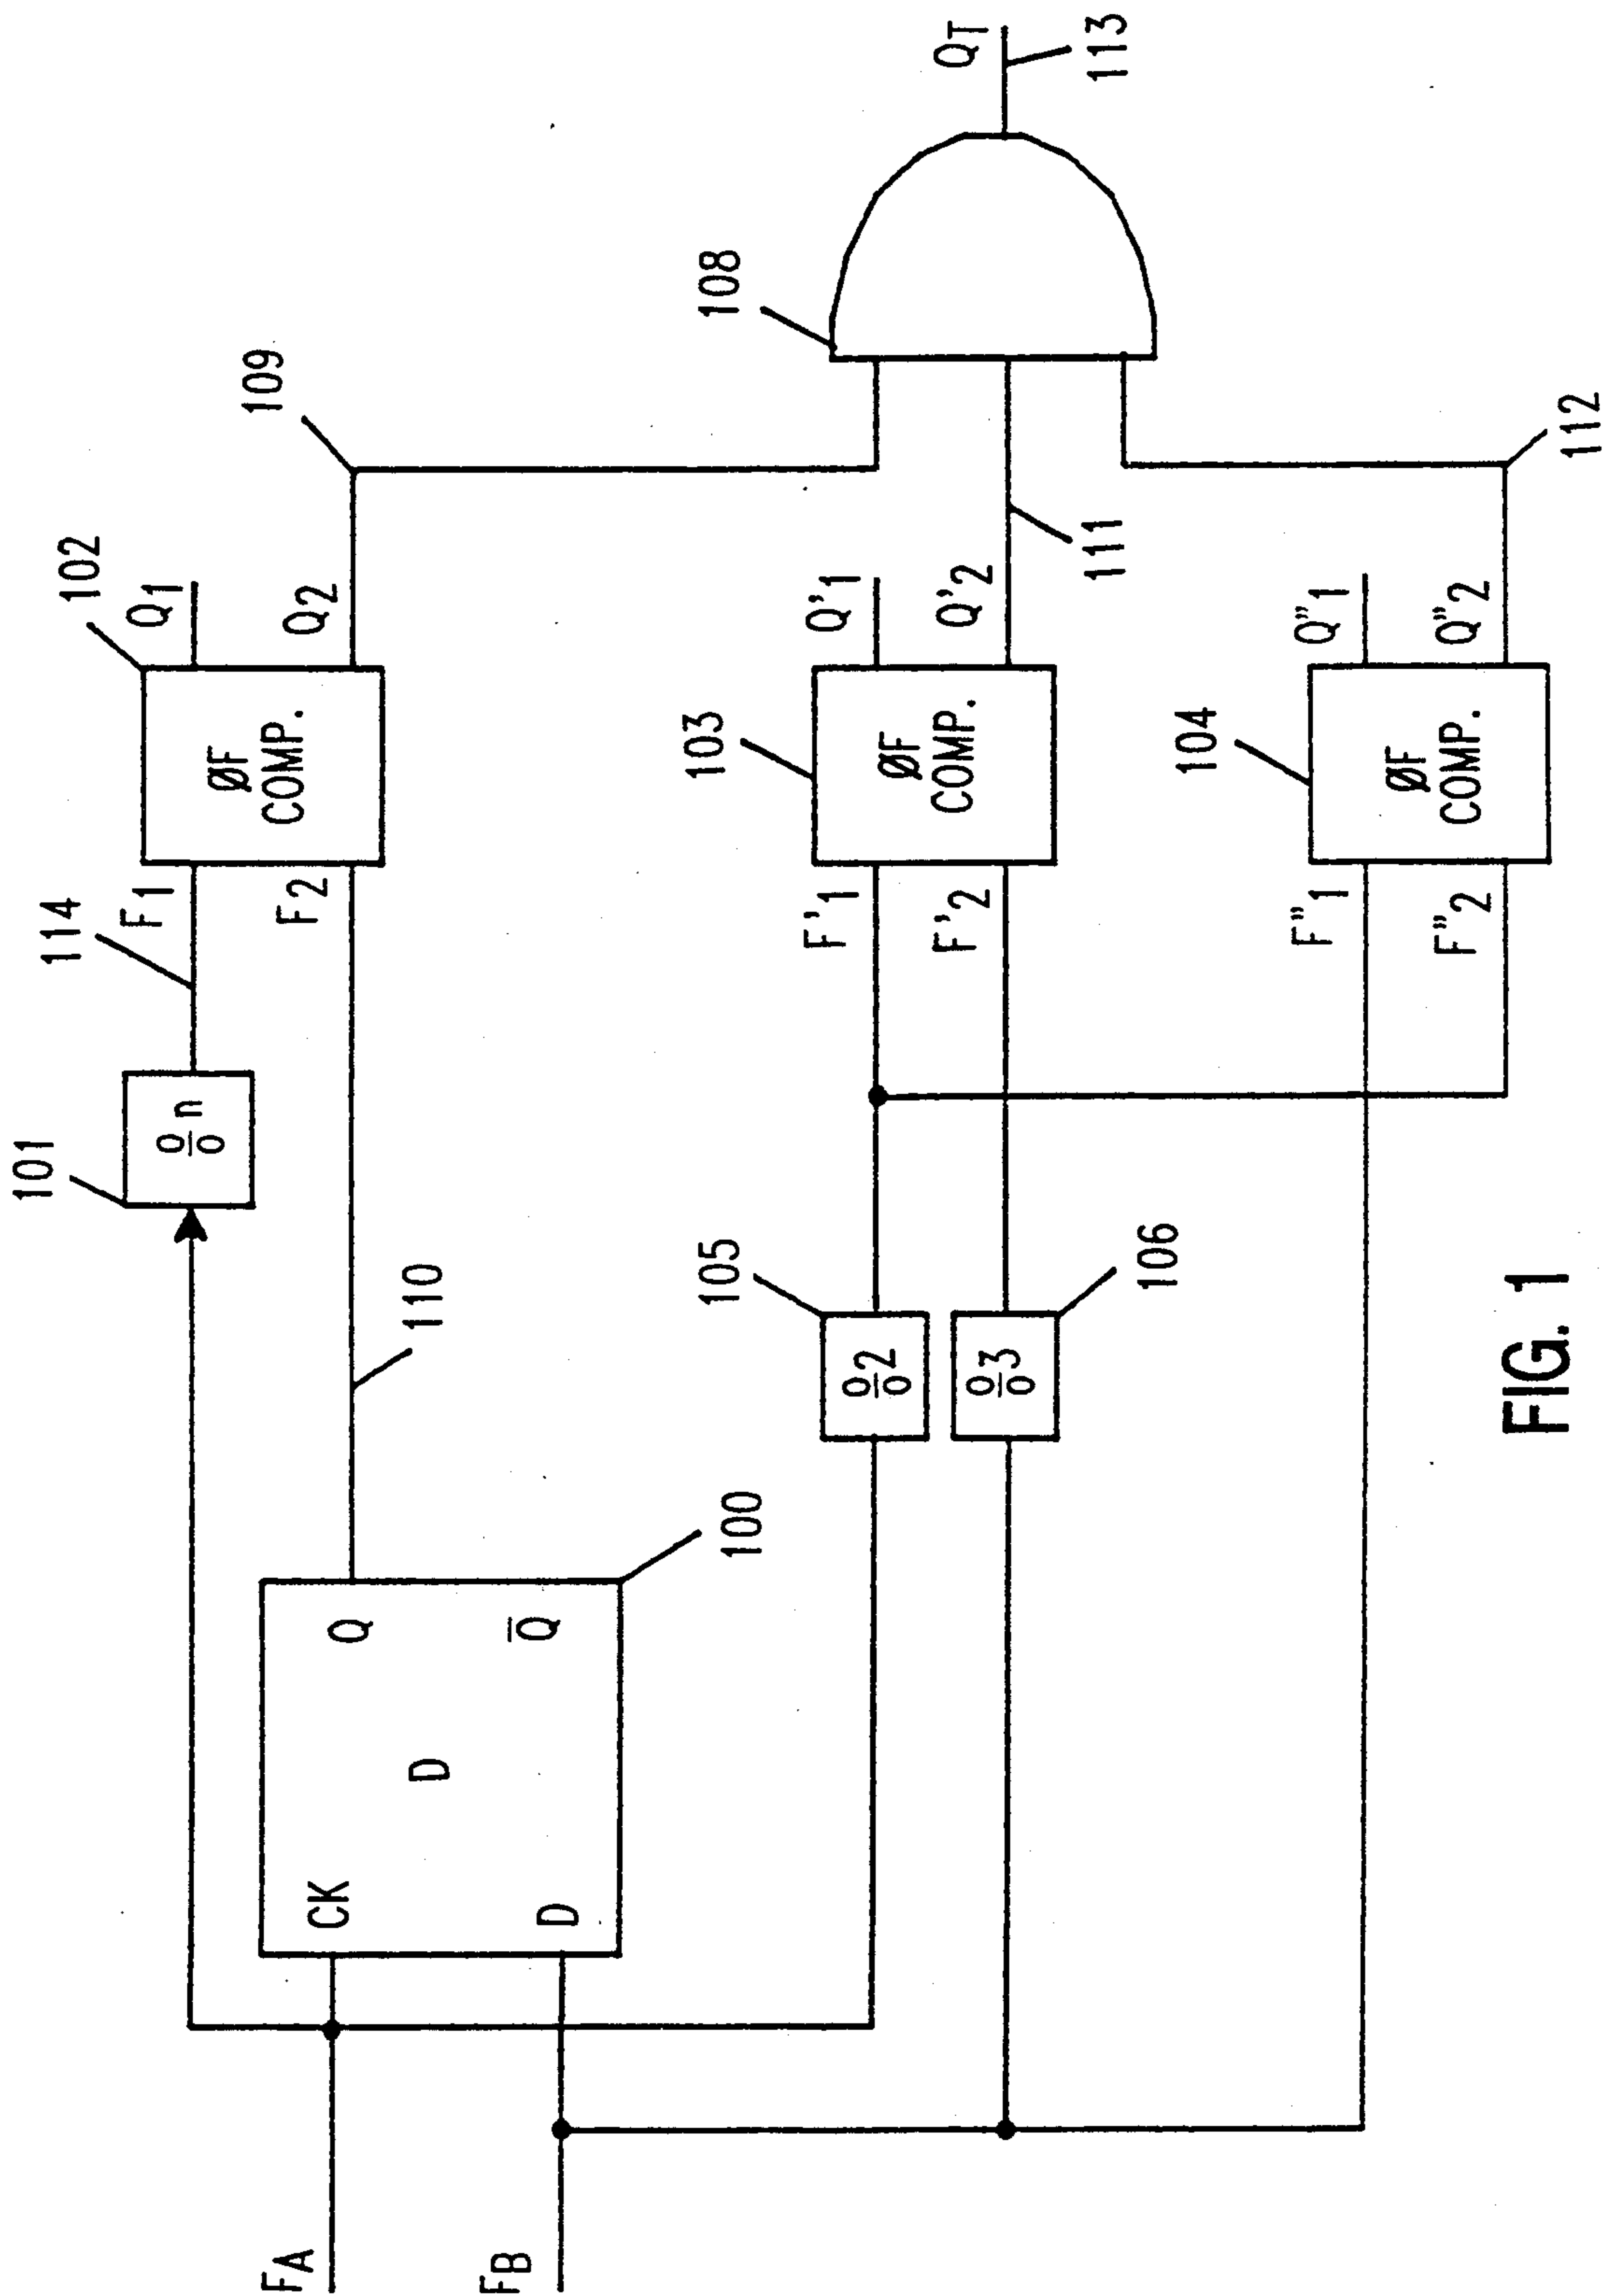 101
114
102
F1
Q1
ØF
COMP.
F2
Q2
109
÷n
110
CK
Q
D
D
Q̅
100
FA
FB
105
÷2
÷3
106
F'1
F'2
103
ØF
COMP.
Q'1
Q'2
111
108
QT
113
F"1
F"2
104
ØF
COMP.
Q"1
Q"2
112
FIG. 1